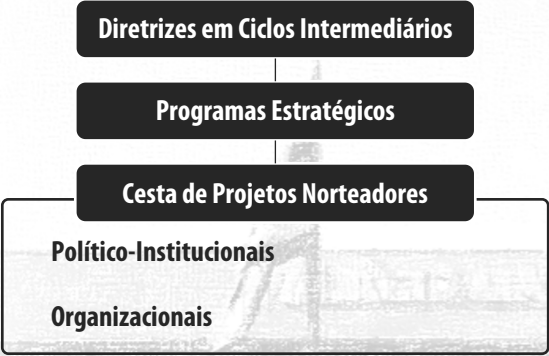 Diretrizes em Ciclos Intermediários
Programas Estratégicos
Cesta de Projetos Norteadores
Político-Institucionais
Organizacionais